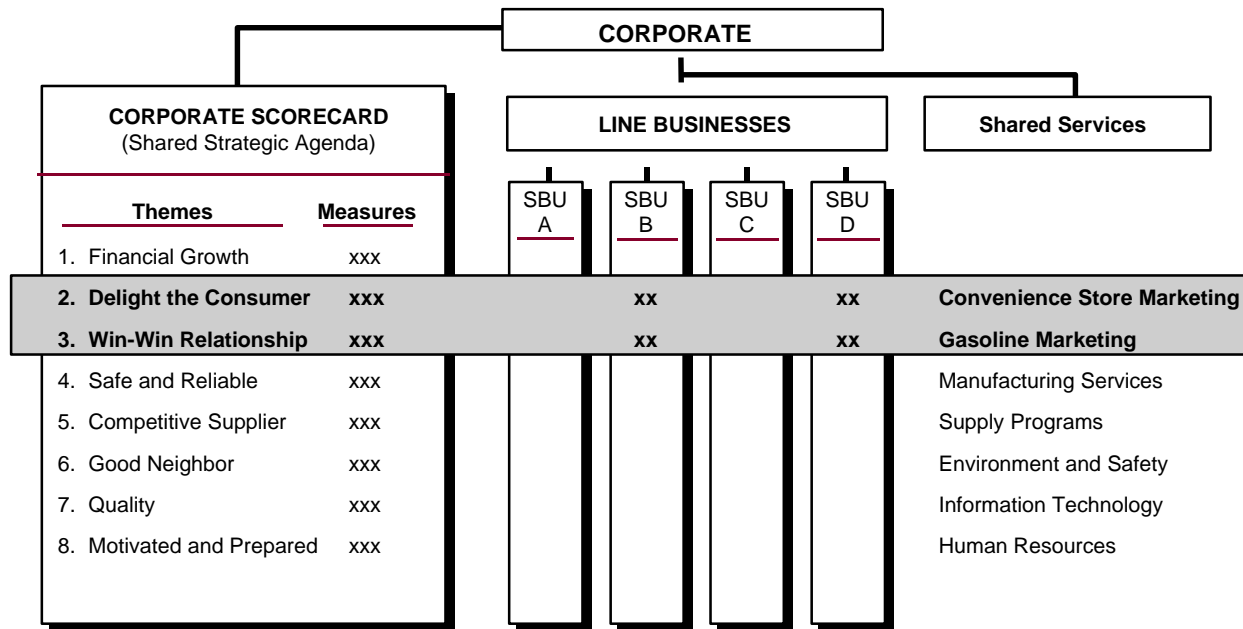 CORPORATE
CORPORATE SCORECARD
(Shared Strategic Agenda)
LINE BUSINESSES
Shared Services
Themes Measures
SBU A
SBU B
SBU C
SBU D
1. Financial Growth xxx
2. Delight the Consumer xxx xx xx Convenience Store Marketing
3. Win-Win Relationship xxx xx xx Gasoline Marketing
4. Safe and Reliable xxx Manufacturing Services
5. Competitive Supplier xxx Supply Programs
6. Good Neighbor xxx Environment and Safety
7. Quality xxx Information Technology
8. Motivated and Prepared xxx Human Resources